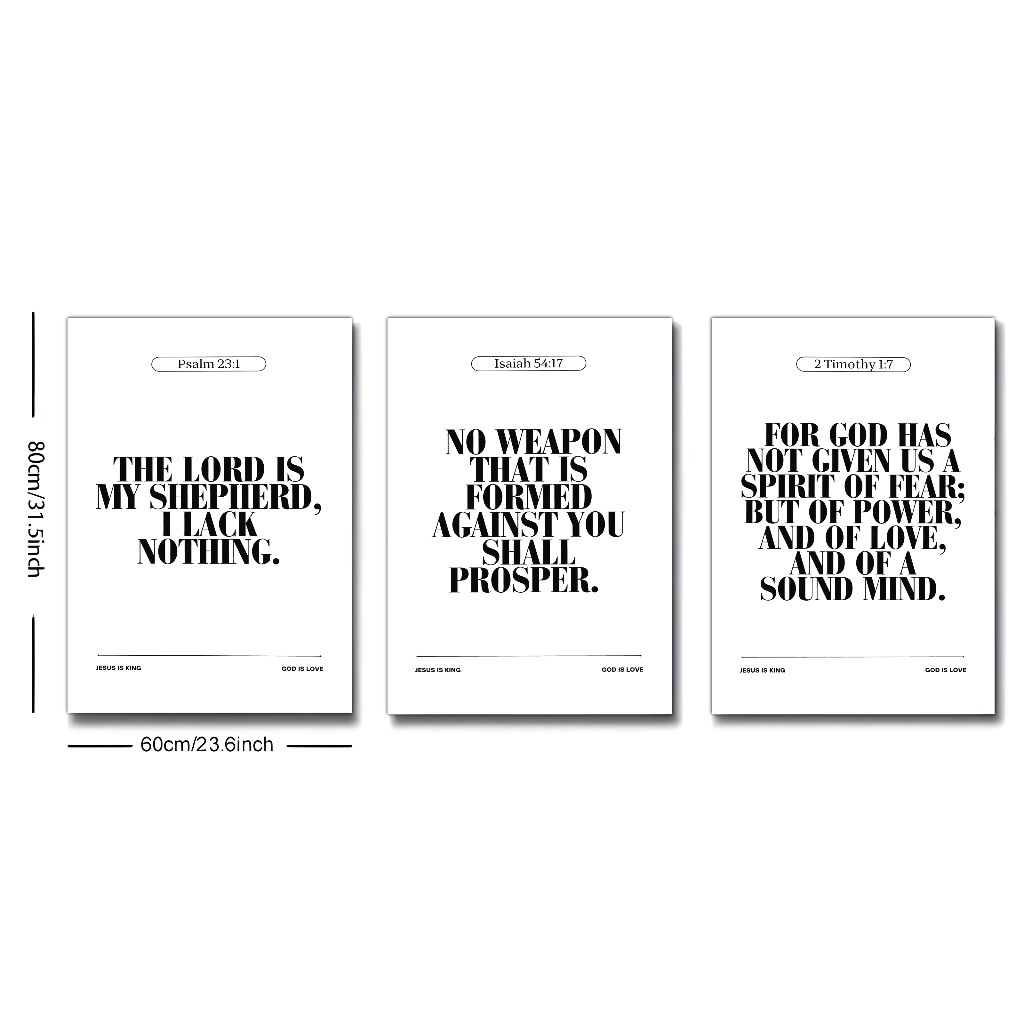 Psalm 23:1
THE LORD IS
MY SHEPHERD,
I LACK
NOTHING.
JESUS IS KING
GOD IS LOVE
Isaiah 54:17
NO WEAPON
THAT IS
FORMED
AGAINST YOU
SHALL
PROSPER.
JESUS IS KING
GOD IS LOVE
2 Timothy 1:7
FOR GOD HAS
NOT GIVEN US A
SPIRIT OF FEAR;
BUT OF POWER,
AND OF LOVE,
AND OF A
SOUND MIND.
JESUS IS KING
GOD IS LOVE
80cm/31.5inch
60cm/23.6inch